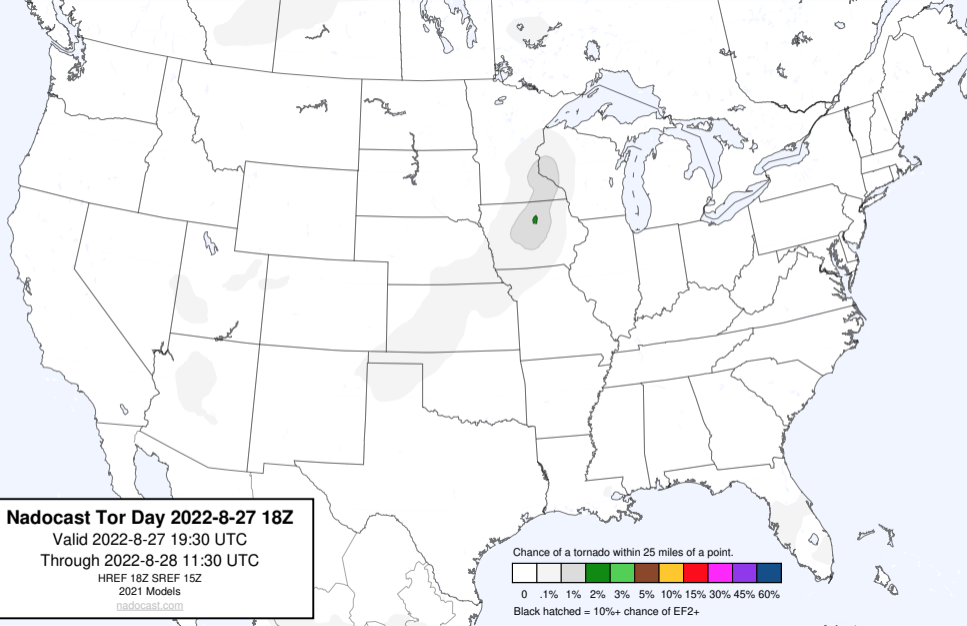 Nadocast Tor Day 2022-8-27 18Z
Valid 2022-8-27 19:30 UTC
Through 2022-8-28 11:30 UTC
HREF 18Z SREF 15Z
2021 Models
nadocast.com
Chance of a tornado within 25 miles of a point.
0 .1% 1% 2% 3% 5% 10% 15% 30% 45% 60%
Black hatched = 10%+ chance of EF2+